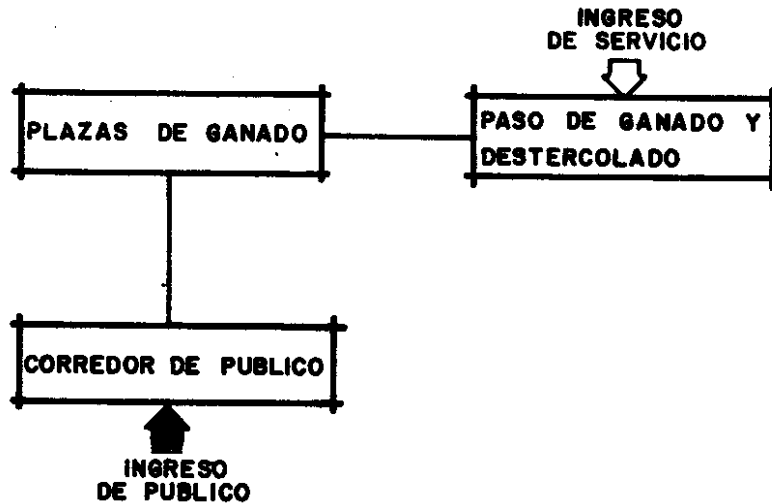 INGRESO
DE SERVICIO
PLAZAS DE GANADO
PASO DE GANADO Y
DESTERCOLADO
CORREDOR DE PUBLICO
INGRESO
DE PUBLICO